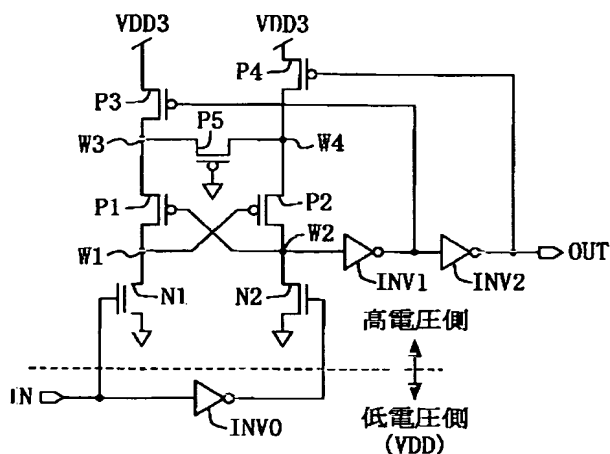 VDD3 VDD3
P4
P3
P5
W3 W4
P1 P2
W1 W2
OUT
INV1 INV2
N1 N2
高電圧側
IN
INV0
低電圧側
(VDD)